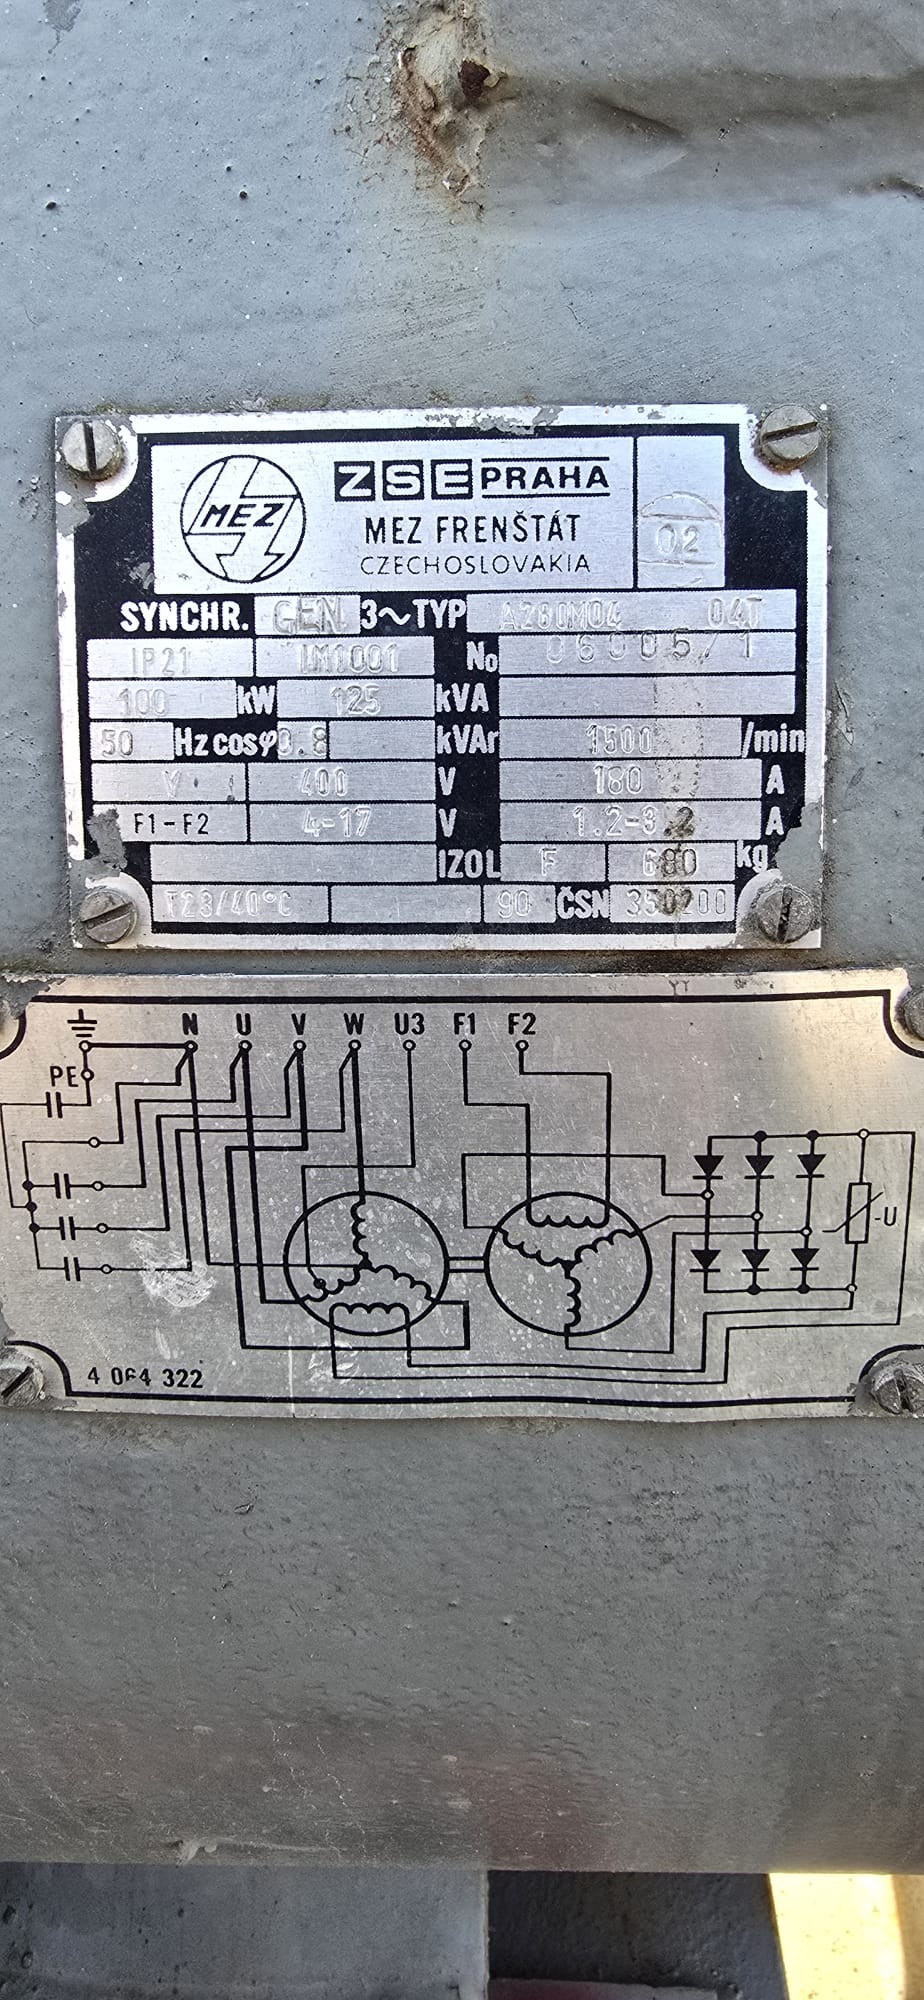 MEZ
ZSE PRAHA
MEZ FRENŠTÁT
CZECHOSLOVAKIA
02
SYNCHR. GEN 3~TYP A280M04 04T
IP21 IM1001 No 0600571
100 kW 125 kVA
50 Hz cosφ 0.8 kVAr 1500 /min
Y 400 V 180 A
F1-F2 4-17 V 1.2-3.2 A
IZOL F 680 kg
T28/40°C 90 ČSN 350200
N U V W U3 F1 F2
PE
-U
4 064 322